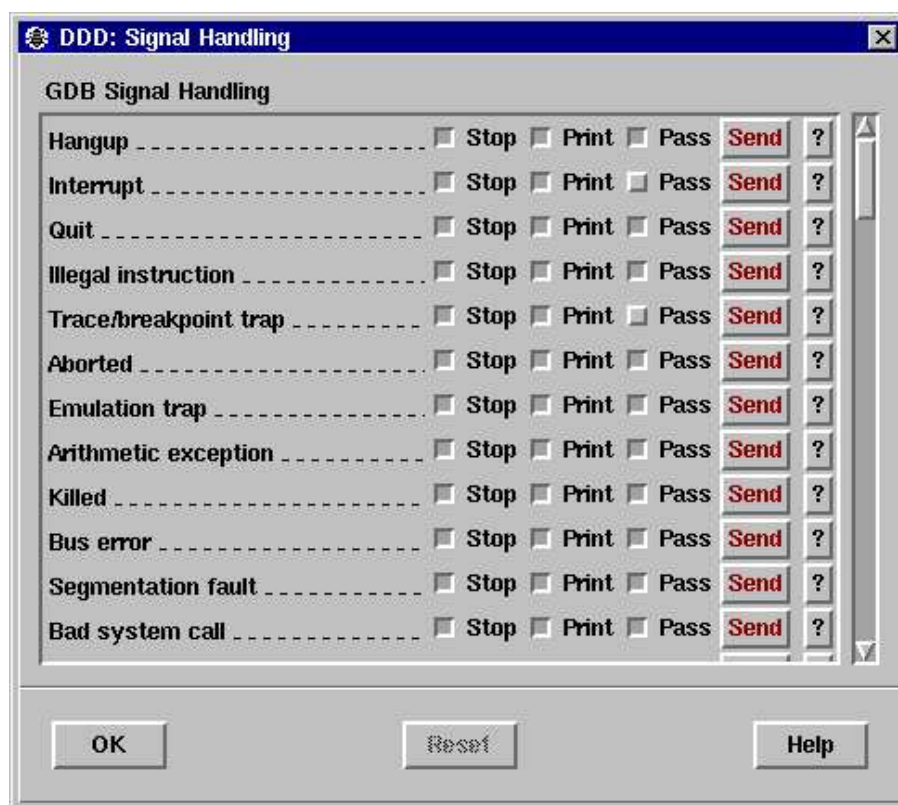 DDD: Signal Handling
GDB Signal Handling
Hangup Stop Print Pass Send ?
Interrupt Stop Print Pass Send ?
Quit Stop Print Pass Send ?
Illegal instruction Stop Print Pass Send ?
Trace/breakpoint trap Stop Print Pass Send ?
Aborted Stop Print Pass Send ?
Emulation trap Stop Print Pass Send ?
Arithmetic exception Stop Print Pass Send ?
Killed Stop Print Pass Send ?
Bus error Stop Print Pass Send ?
Segmentation fault Stop Print Pass Send ?
Bad system call Stop Print Pass Send ?
OK Reset Help